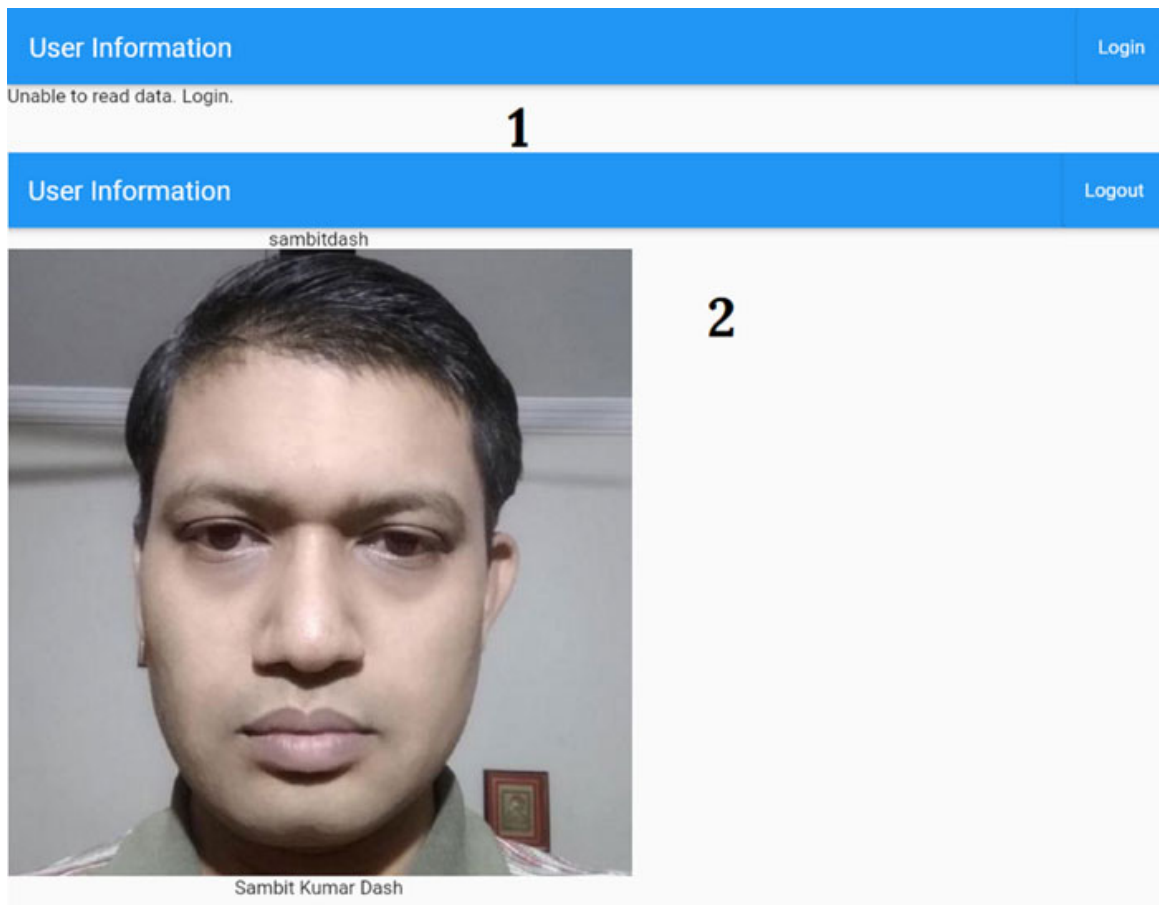 User Information Login
Unable to read data. Login.
1
User Information Logout
sambitdash
2
Sambit Kumar Dash